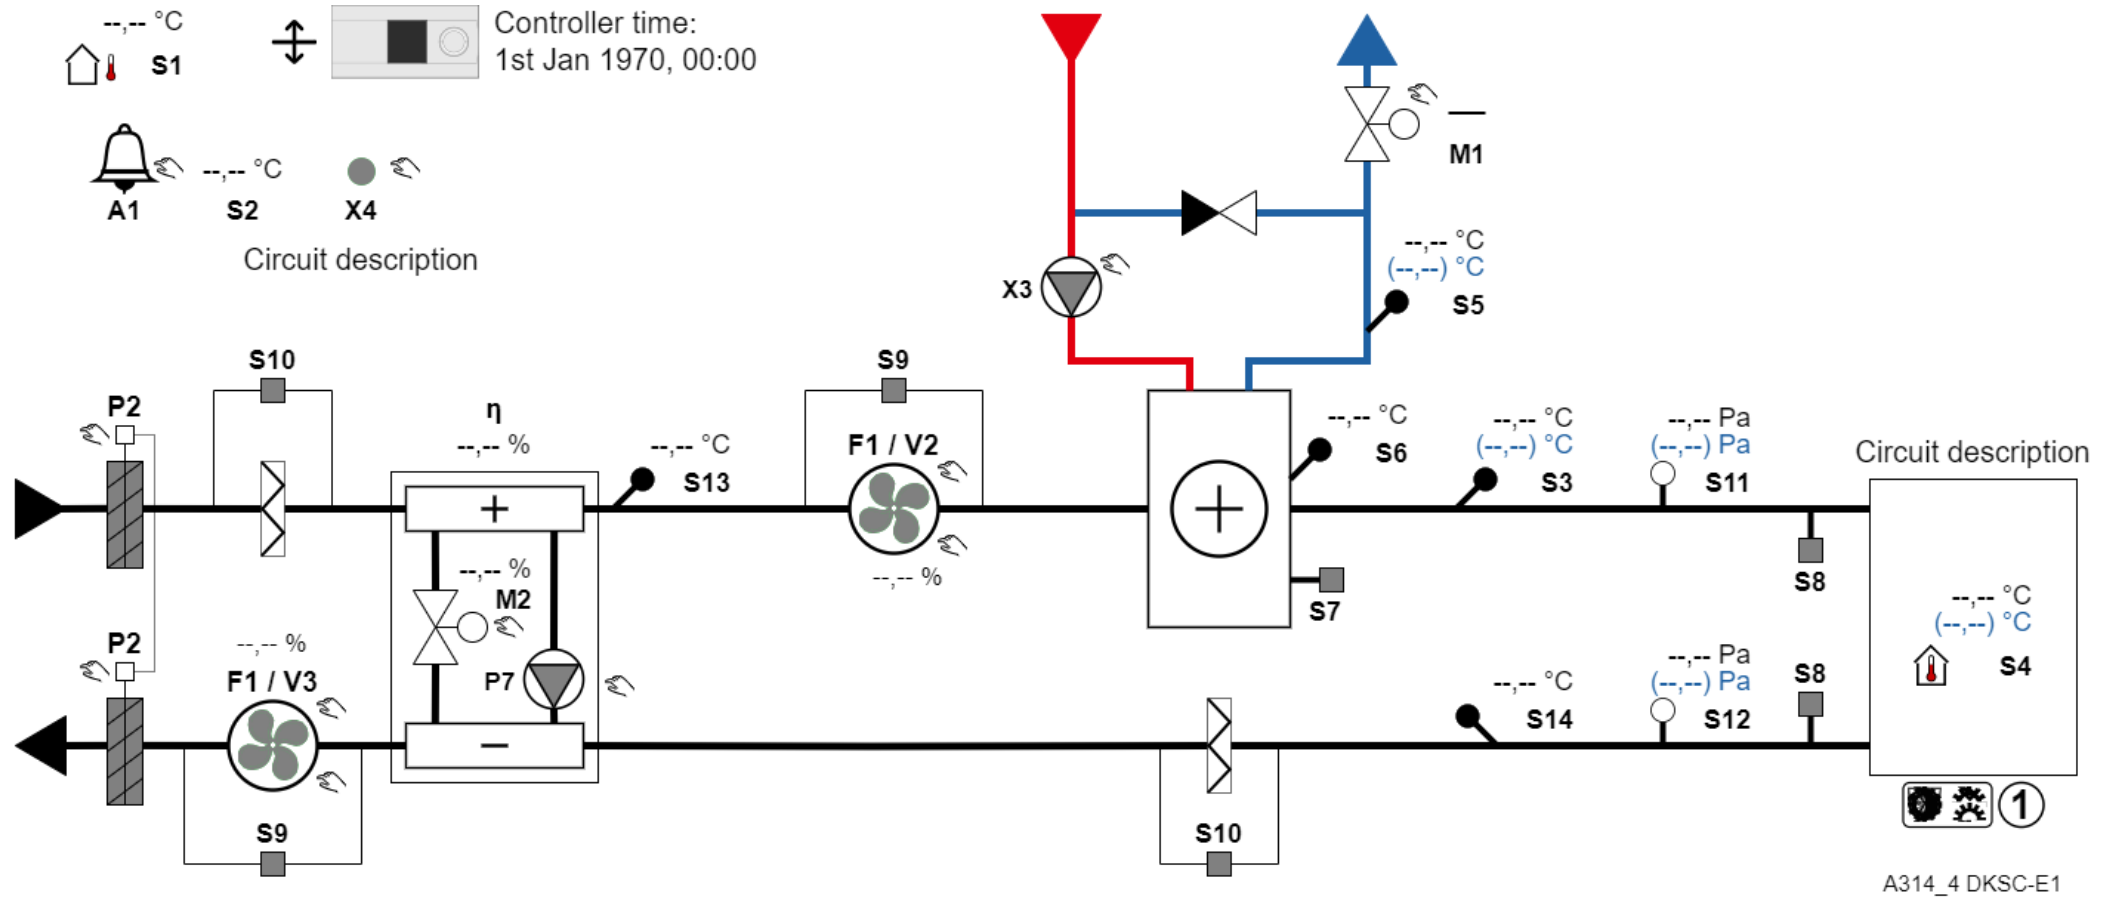 --,-- °C
S1
Controller time:
1st Jan 1970, 00:00
A1
--,-- °C
S2
X4
Circuit description
M1
X3
--,-- °C
(--,--) °C
S5
S10
P2
η
--,-- %
--,-- °C
S13
S9
F1 / V2
--,-- %
+
+
--,-- °C
S6
S7
--,-- °C
(--,--) °C
S3
--,-- Pa
(--,--) Pa
S11
S8
Circuit description
--,-- °C
(--,--) °C
S4
--,-- %
M2
P7
−
P2
--,-- %
F1 / V3
S9
S10
--,-- °C
S14
--,-- Pa
(--,--) Pa
S12
S8
1
A314_4 DKSC-E1